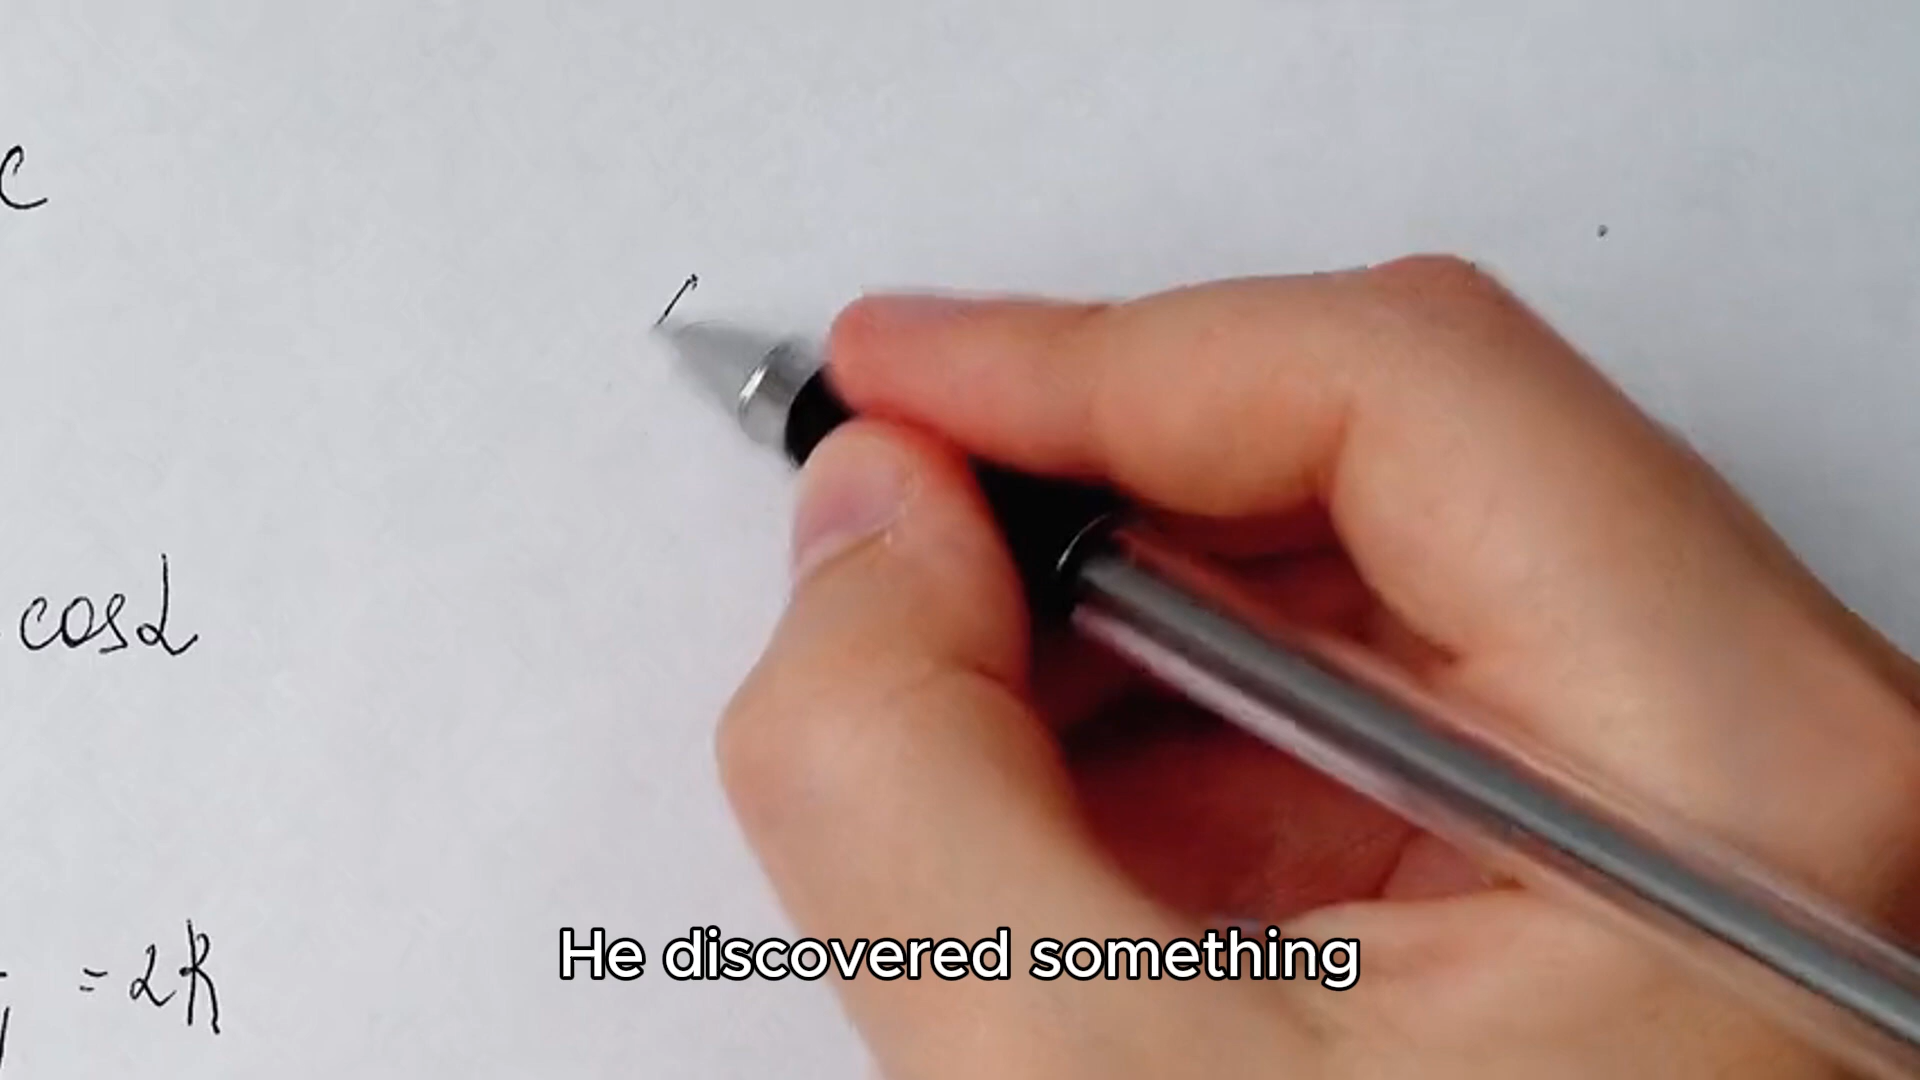 c
cosα
= 2R
He discovered something